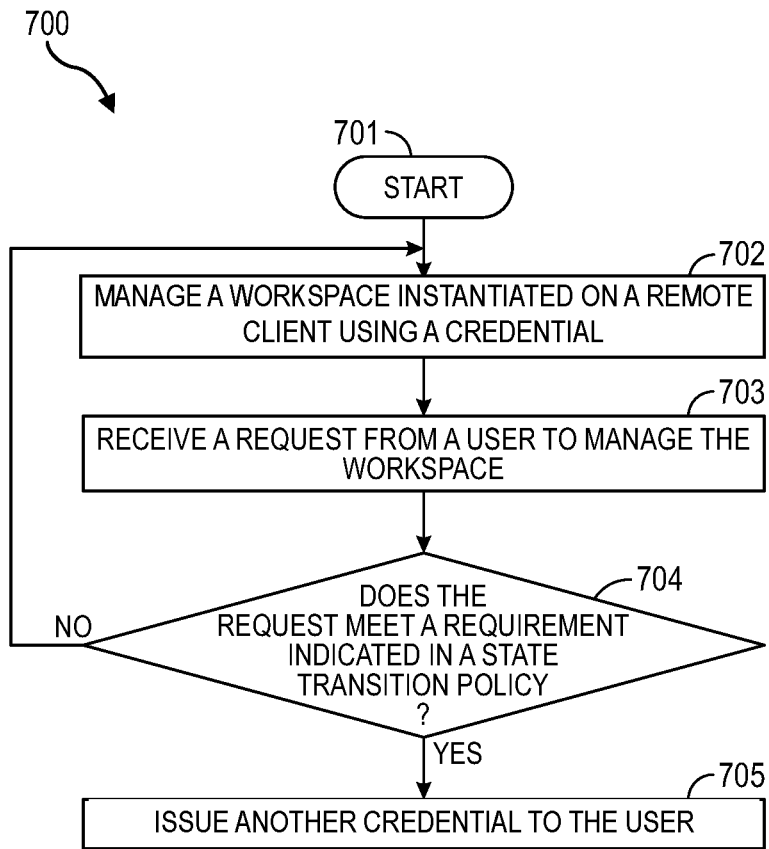 700
701
START
702
MANAGE A WORKSPACE INSTANTIATED ON A REMOTE
CLIENT USING A CREDENTIAL
703
RECEIVE A REQUEST FROM A USER TO MANAGE THE
WORKSPACE
704
DOES THE
REQUEST MEET A REQUIREMENT
INDICATED IN A STATE
TRANSITION POLICY
?
NO
YES
705
ISSUE ANOTHER CREDENTIAL TO THE USER